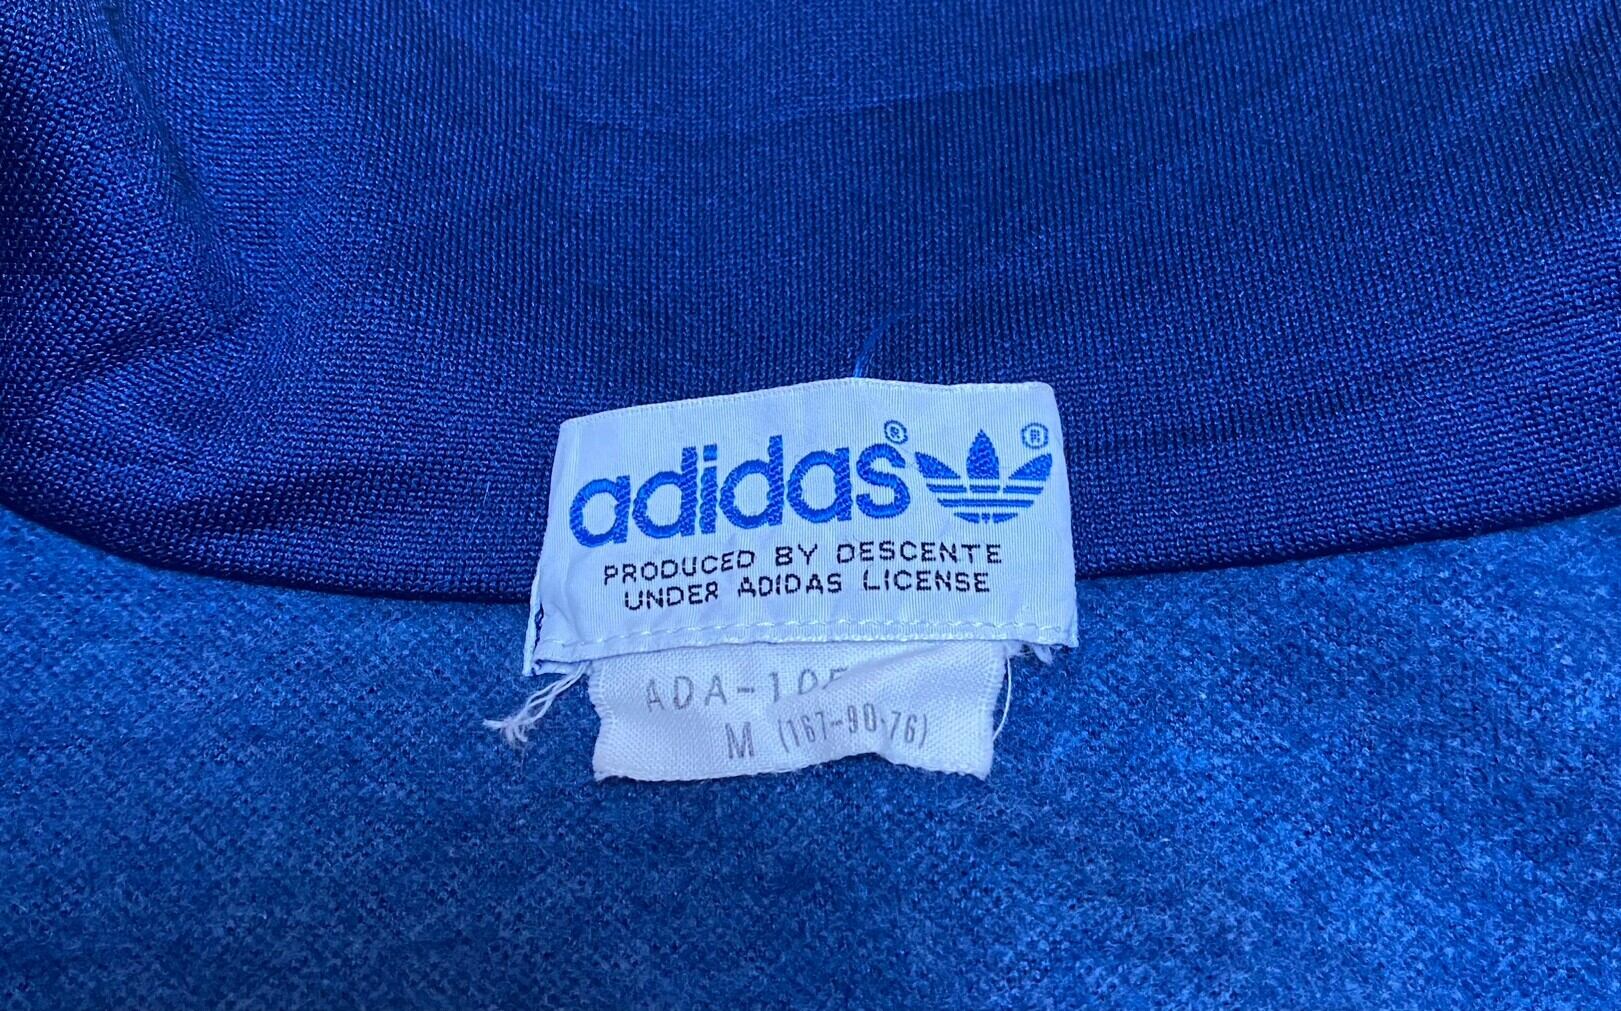 adidas® ®
PRODUCED BY DESCENTE
UNDER ADIDAS LICENSE
M (167-90-76)